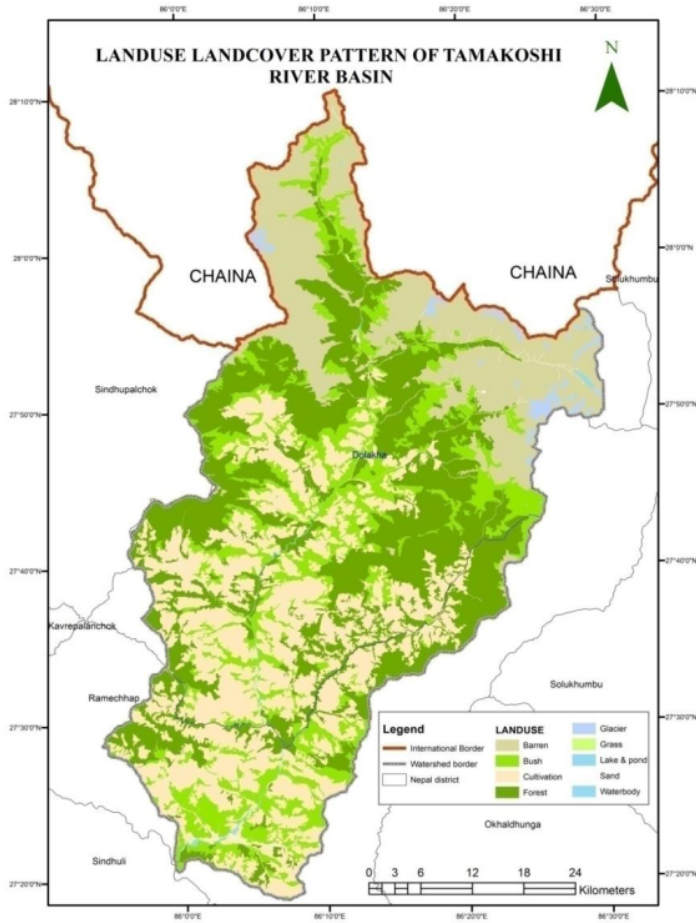 86°0'0"E 86°10'0"E 86°20'0"E 86°30'0"E
LANDUSE LANDCOVER PATTERN OF TAMAKOSHI
RIVER BASIN
N
28°10'0"N 28°10'0"N
CHAINA CHAINA
28°0'0"N 28°0'0"N
Solukhumbu
Sindhupalchok
27°50'0"N 27°50'0"N
Dolakha
27°40'0"N 27°40'0"N
Kavrepalanchok
Ramechhap
Solukhumbu
27°30'0"N 27°30'0"N
Legend
International Border
Watershed border
Nepal district
LANDUSE
Barren
Bush
Cultivation
Forest
Glacier
Grass
Lake & pond
Sand
Waterbody
Okhaldhunga
Sindhuli
27°20'0"N 27°20'0"N
0 3 6 12 18 24
Kilometers
86°0'0"E 86°10'0"E 86°20'0"E 86°30'0"E